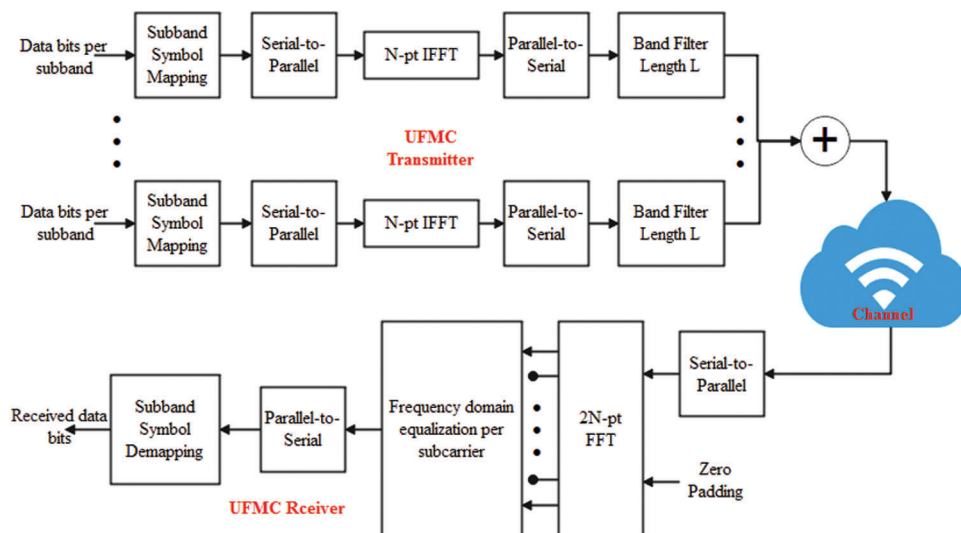 Data bits per
subband
Subband
Symbol
Mapping
Serial-to-
Parallel
N-pt IFFT
Parallel-to-
Serial
Band Filter
Length L
UFMC
Transmitter
+
Data bits per
subband
Subband
Symbol
Mapping
Serial-to-
Parallel
N-pt IFFT
Parallel-to-
Serial
Band Filter
Length L
Channel
Serial-to-
Parallel
2N-pt
FFT
Zero
Padding
Frequency domain
equalization per
subcarrier
Parallel-to-
Serial
Subband
Symbol
Demapping
Received data
bits
UFMC Rceiver